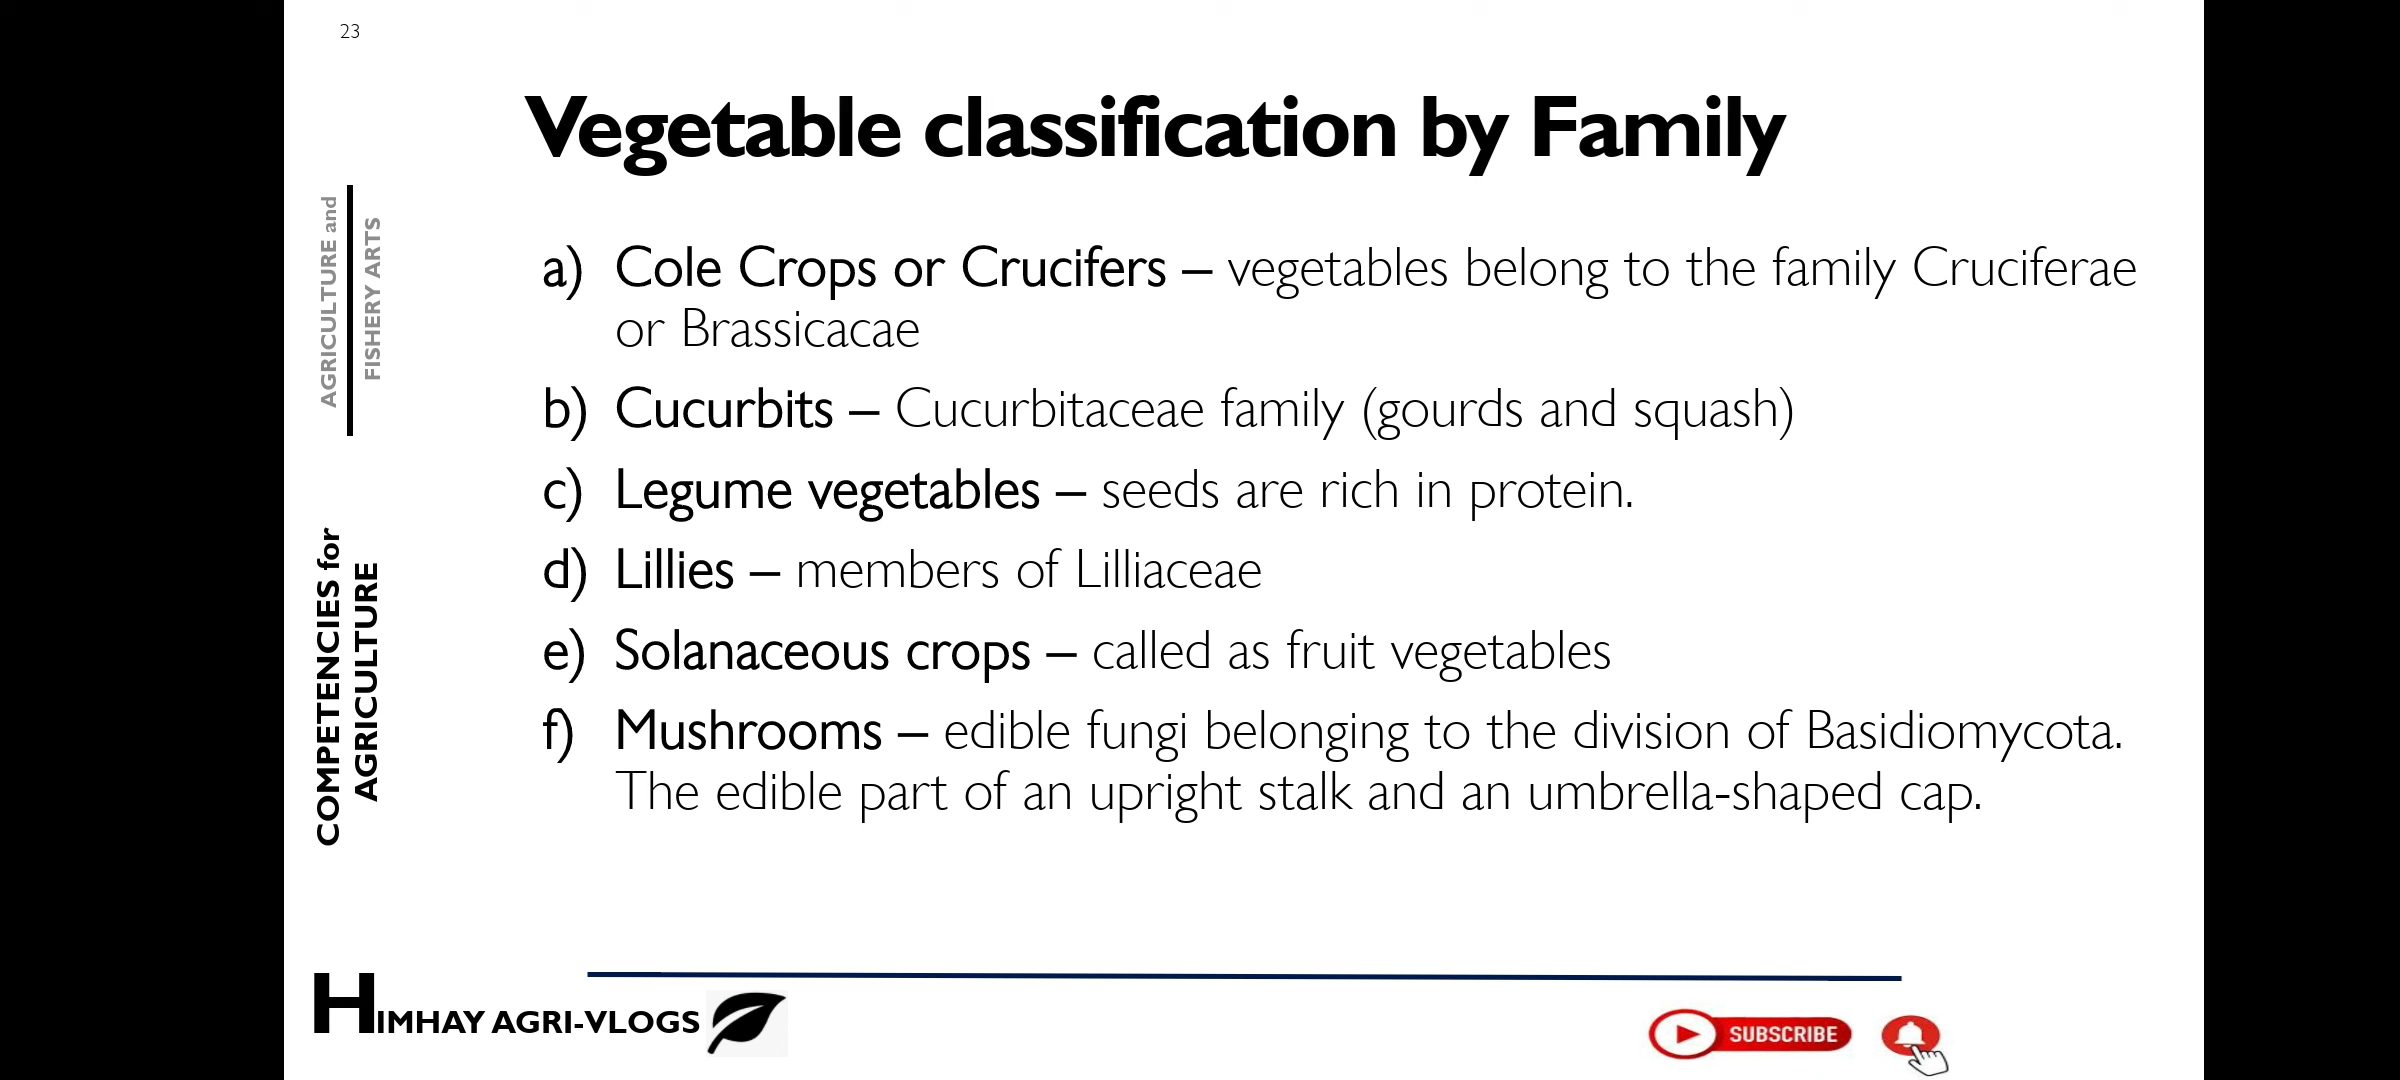 23
Vegetable classification by Family
AGRICULTURE and
FISHERY ARTS
COMPETENCIES for
AGRICULTURE
a) Cole Crops or Crucifers – vegetables belong to the family Cruciferae
or Brassicacae
b) Cucurbits – Cucurbitaceae family (gourds and squash)
c) Legume vegetables – seeds are rich in protein.
d) Lillies – members of Lilliaceae
e) Solanaceous crops – called as fruit vegetables
f) Mushrooms – edible fungi belonging to the division of Basidiomycota.
The edible part of an upright stalk and an umbrella-shaped cap.
HIMHAY AGRI-VLOGS
SUBSCRIBE